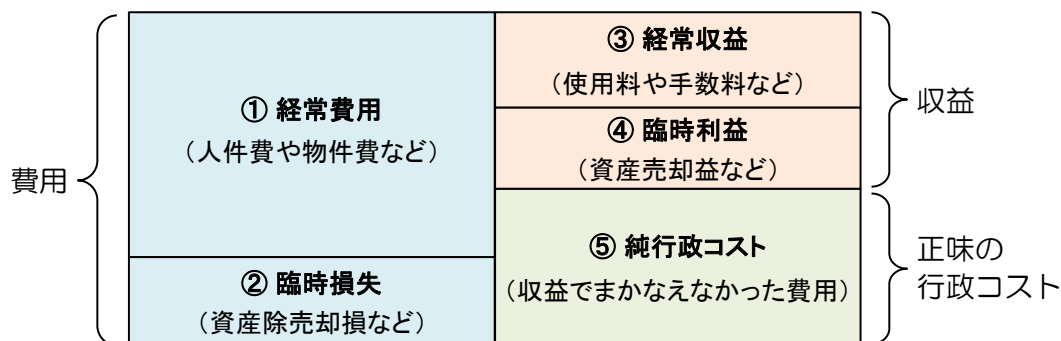 費用
① 経常費用
（人件費や物件費など）
② 臨時損失
（資産除売却損など）
③ 経常収益
（使用料や手数料など）
④ 臨時利益
（資産売却益など）
⑤ 純行政コスト
（収益でまかなえなかった費用）
収益
正味の
行政コスト